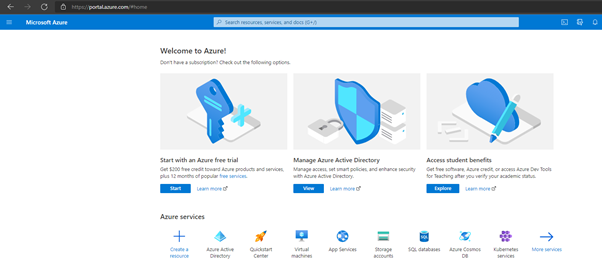 https://portal.azure.com/#home
Microsoft Azure
Search resources, services, and docs (G+/)
Welcome to Azure!
Don't have a subscription? Check out the following options.
Start with an Azure free trial
Get $200 free credit toward Azure products and services,
plus 12 months of popular free services.
Start
Learn more
Manage Azure Active Directory
Manage access, set smart policies, and enhance security
with Azure Active Directory.
View
Learn more
Access student benefits
Get free software, Azure credit, or access Azure Dev Tools
for Teaching after you verify your academic status.
Explore
Learn more
Azure services
Create a
resource
Azure Active
Directory
Quickstart
Center
Virtual
machines
App Services
Storage
accounts
SQL
SQL databases
Azure Cosmos
DB
Kubernetes
services
More services